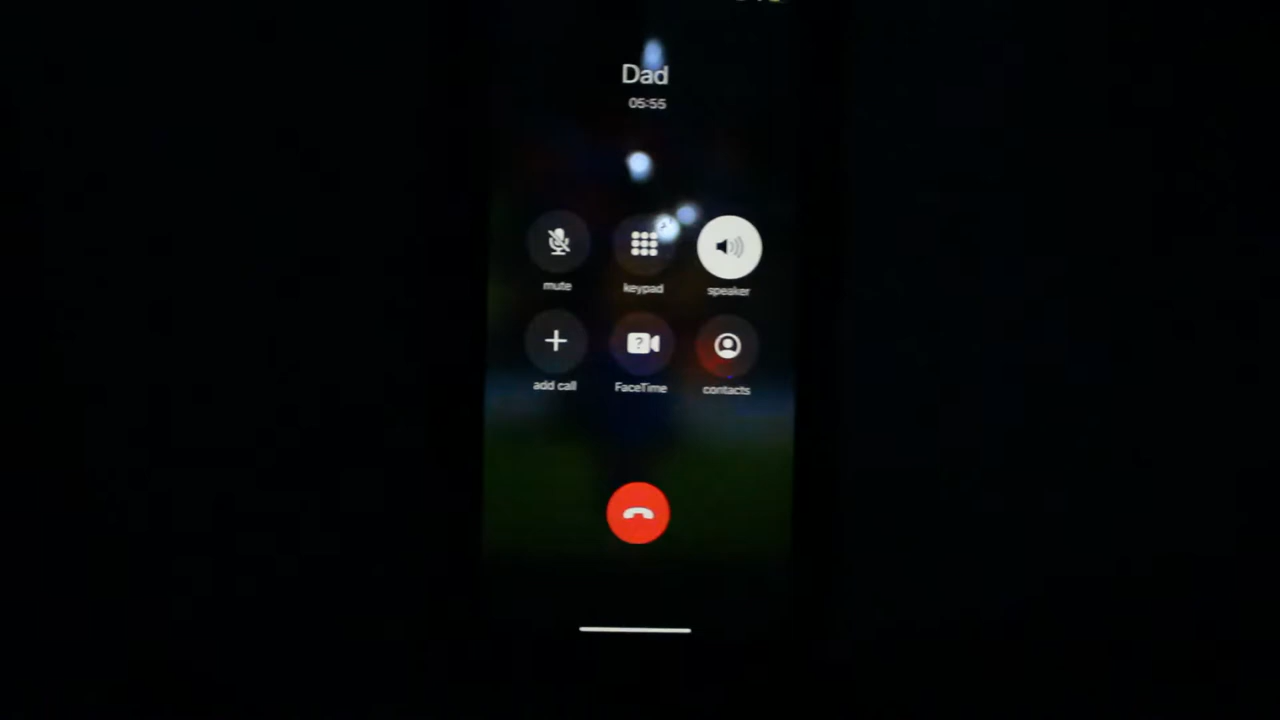 Dad
05:55
mute
keypad
speaker
add call
FaceTime
contacts